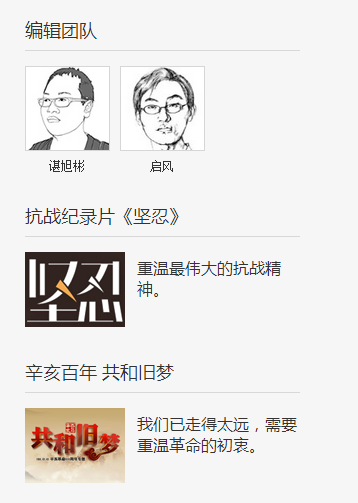 编辑团队
谌旭彬
启风
抗战纪录片《坚忍》
坚忍
重温最伟大的抗战精
神。
辛亥百年 共和旧梦
共和旧梦
我们已走得太远，需要
重温革命的初衷。